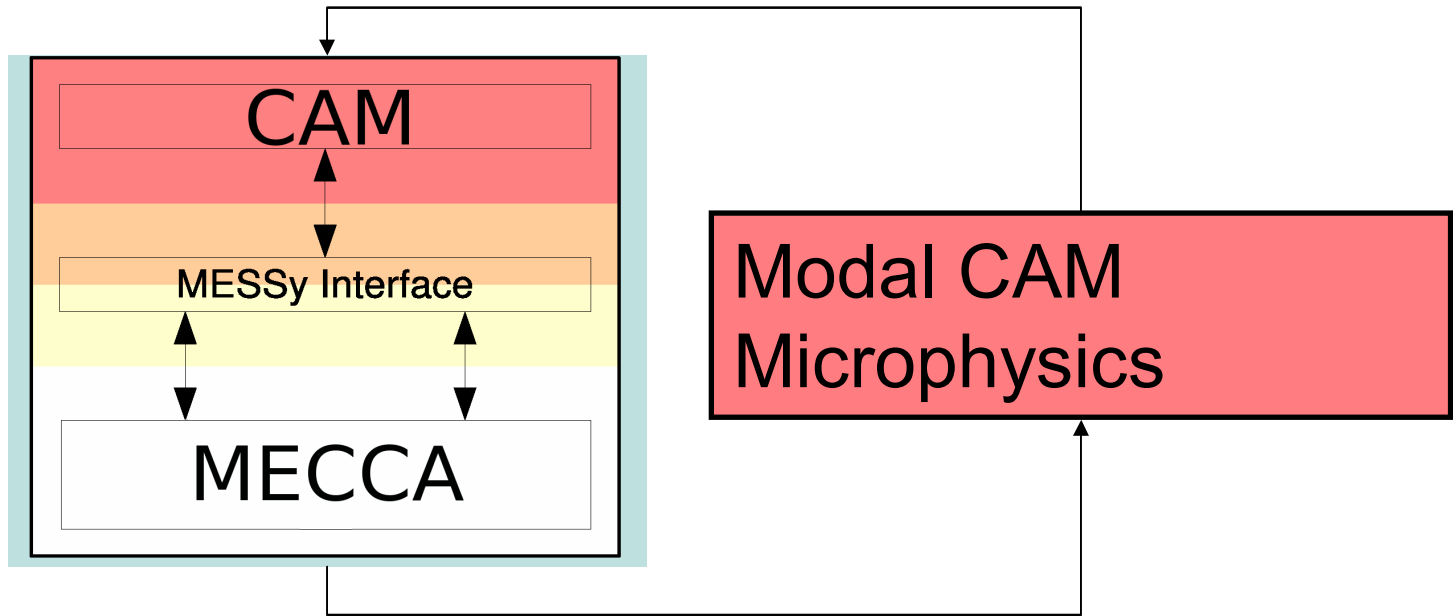 CAM
MESSy Interface
MECCA
Modal CAM
Microphysics